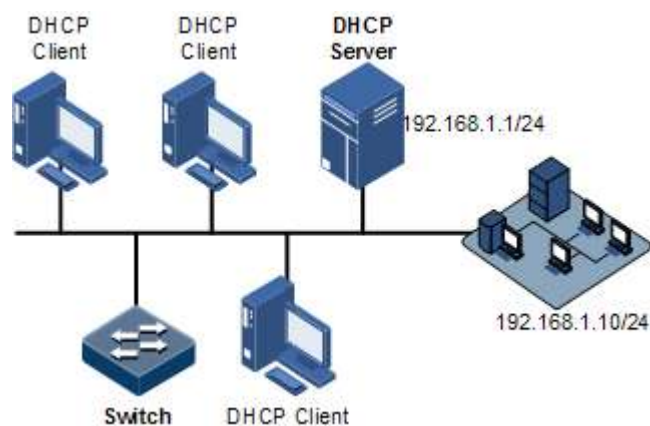 DHCP
Client
DHCP
Client
DHCP
Server
192.168.1.1/24
192.168.1.10/24
Switch
DHCP Client